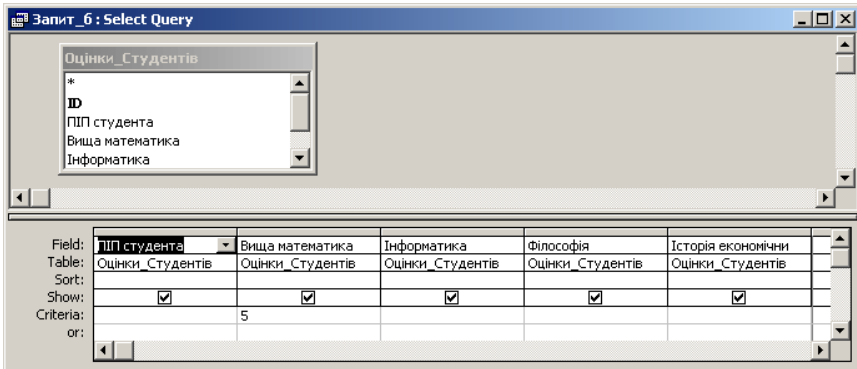 Запит_б : Select Query
Оцінки_Студентів
*
ID
ПІП студента
Вища математика
Інформатика
Field: ПІП студента Вища математика Інформатика Філософія Історія економічни
Table: Оцінки_Студентів Оцінки_Студентів Оцінки_Студентів Оцінки_Студентів Оцінки_Студентів
Sort:
Show:
Criteria: 5
or: